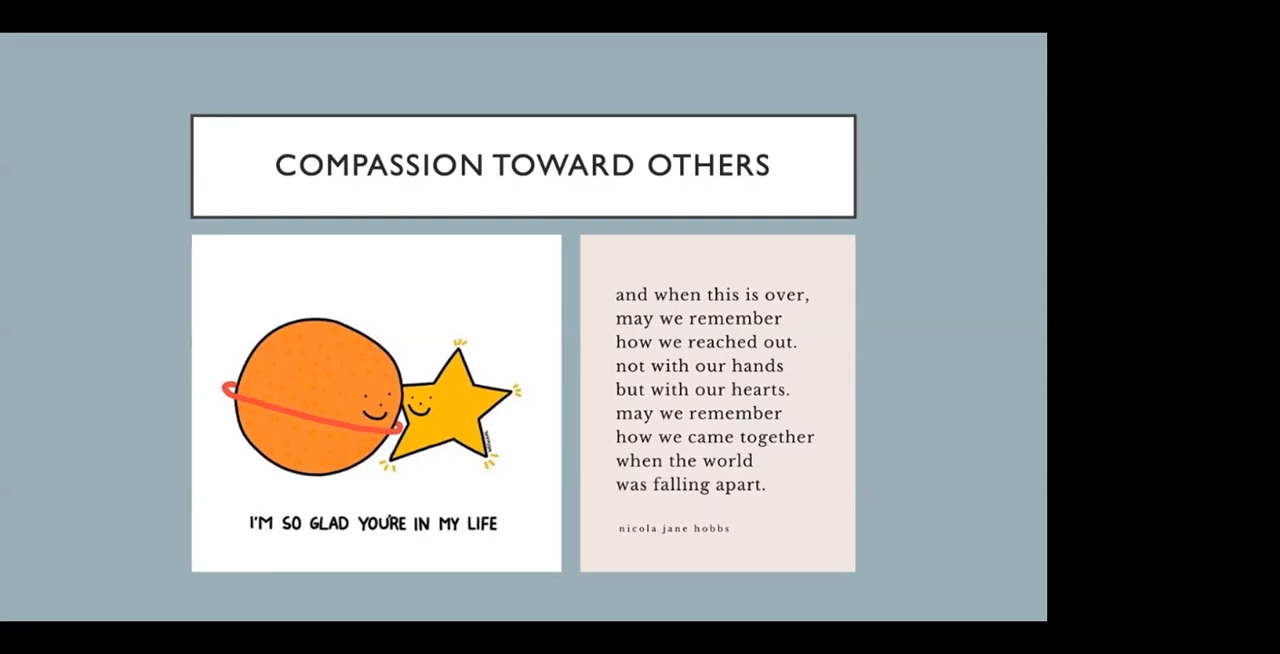 COMPASSION TOWARD OTHERS
I'M SO GLAD YOU'RE IN MY LIFE
and when this is over,
may we remember
how we reached out.
not with our hands
but with our hearts.
may we remember
how we came together
when the world
was falling apart.
nicola jane hobbs